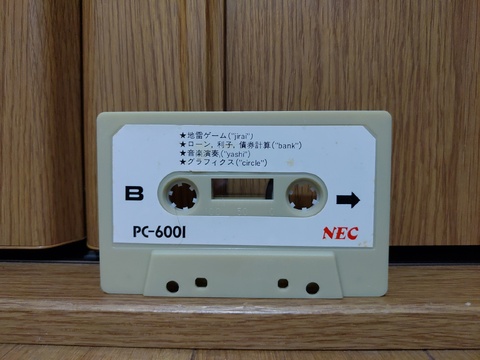 ★地雷ゲーム("jirai")
★ローン, 利子, 債券計算("bank")
★音楽演奏,("yashi")
★グラフィクス("circle")
B
PC-6001
NEC